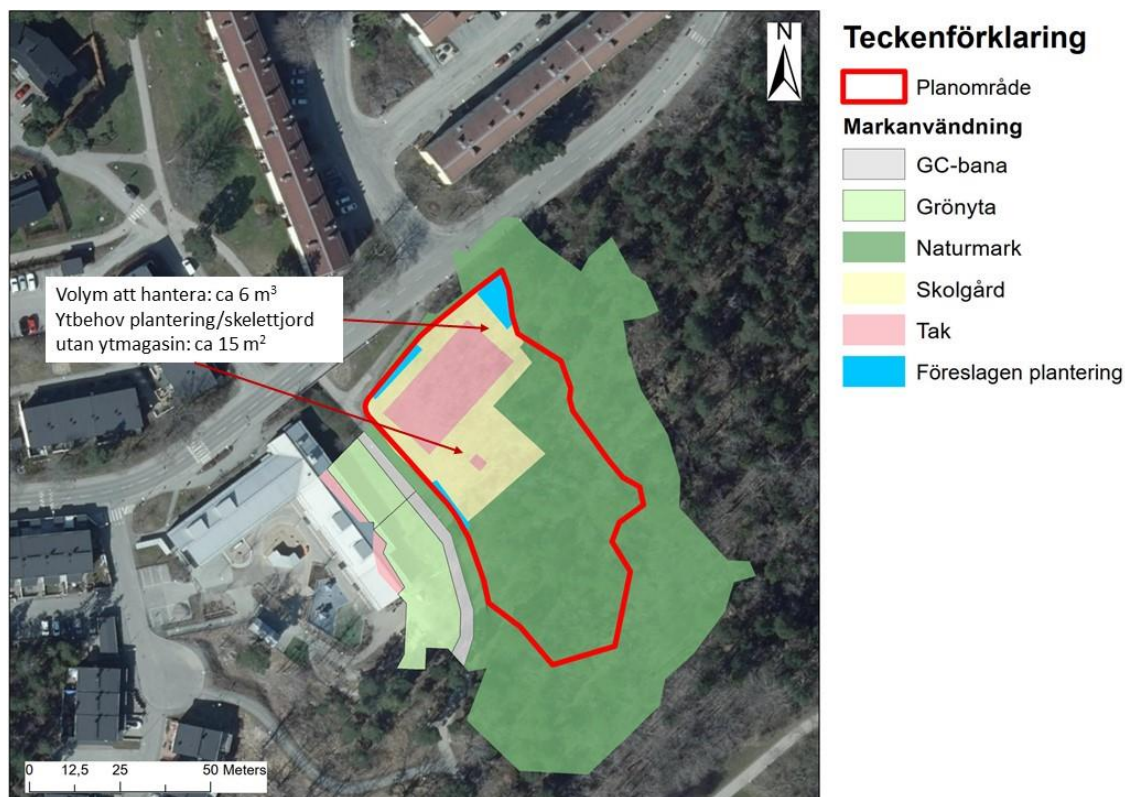 N
Volym att hantera: ca 6 m³
Ytbehov plantering/skelettjord
utan ytmagasin: ca 15 m²
0 12,5 25 50 Meters
Teckenförklaring
Planområde
Markanvändning
GC-bana
Grönyta
Naturmark
Skolgård
Tak
Föreslagen plantering